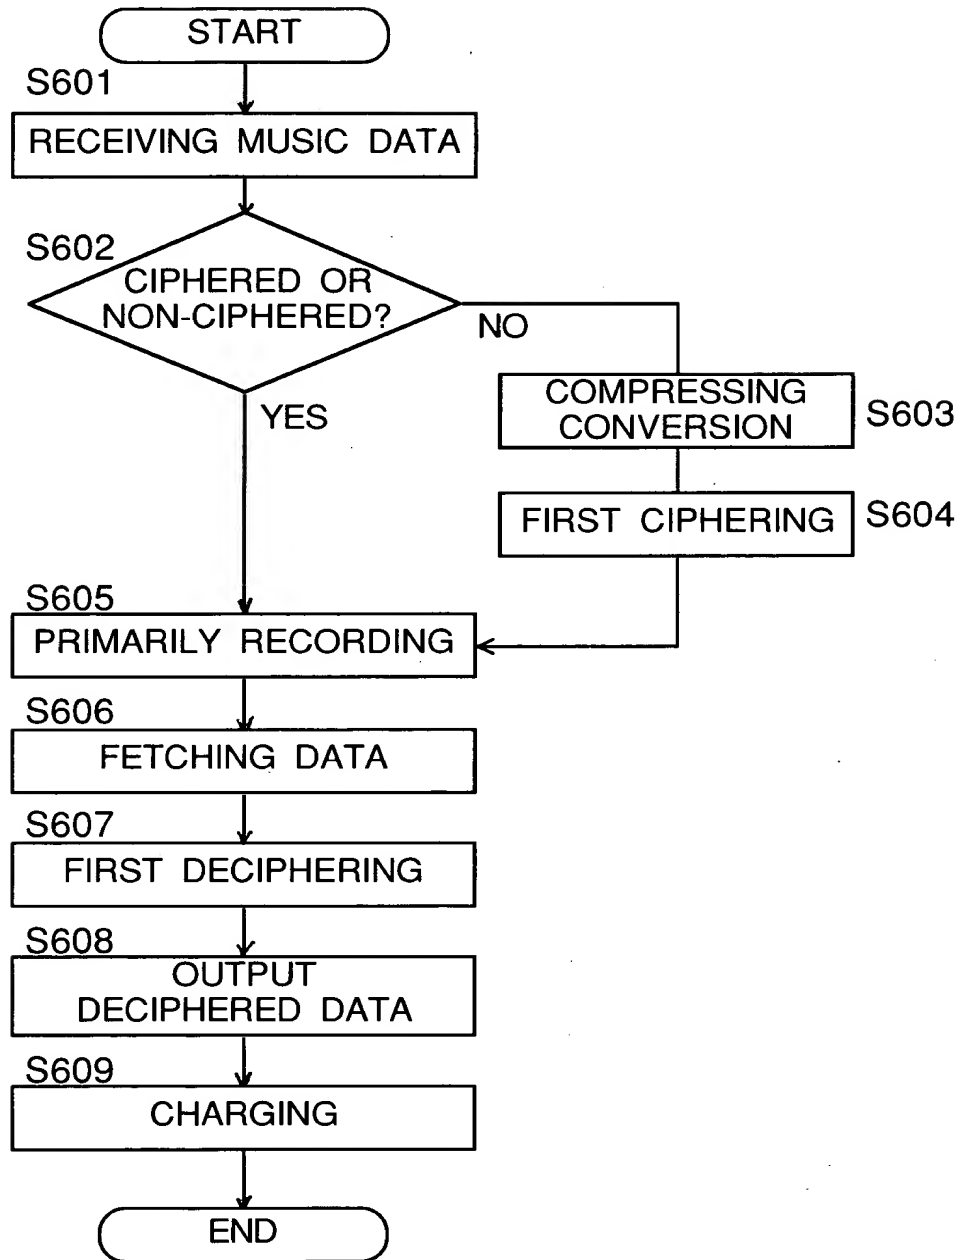 START
S601
RECEIVING MUSIC DATA
S602
CIPHERED OR
NON-CIPHERED?
NO
YES
COMPRESSING
CONVERSION
S603
FIRST CIPHERING
S604
S605
PRIMARILY RECORDING
S606
FETCHING DATA
S607
FIRST DECIPHERING
S608
OUTPUT
DECIPHERED DATA
S609
CHARGING
END